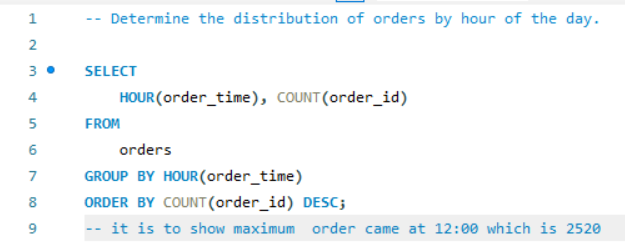 1 -- Determine the distribution of orders by hour of the day.
2
3 SELECT
4 HOUR(order_time), COUNT(order_id)
5 FROM
6 orders
7 GROUP BY HOUR(order_time)
8 ORDER BY COUNT(order_id) DESC;
9 -- it is to show maximum  order came at 12:00 which is 2520